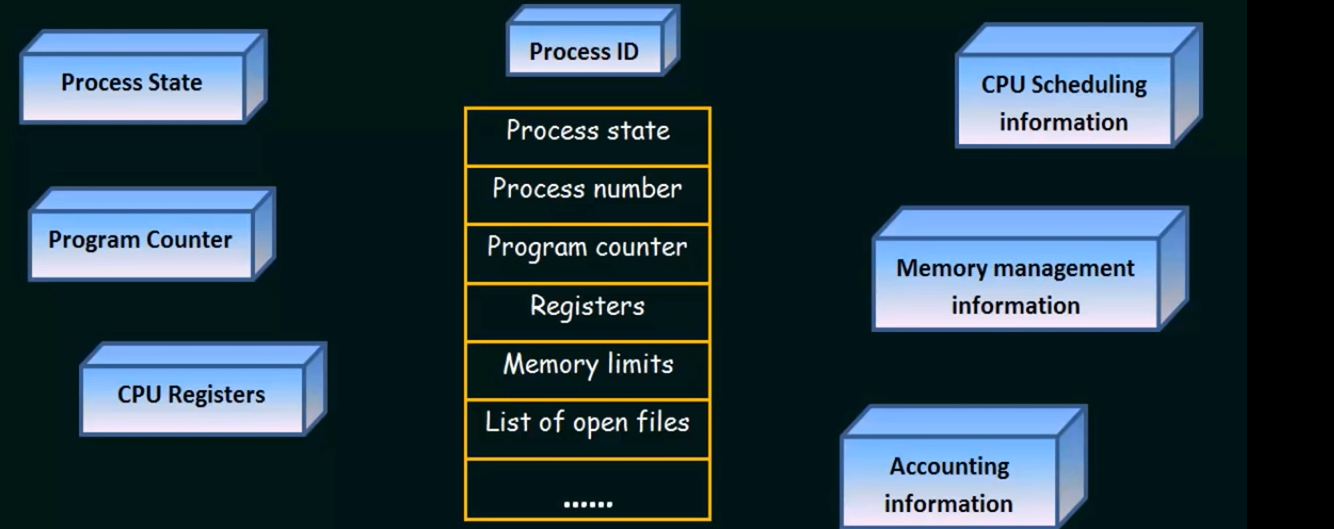 Process State
Process ID
CPU Scheduling
information
Process state
Process number
Program counter
Registers
Memory limits
List of open files
......
Program Counter
Memory management
information
CPU Registers
Accounting
information